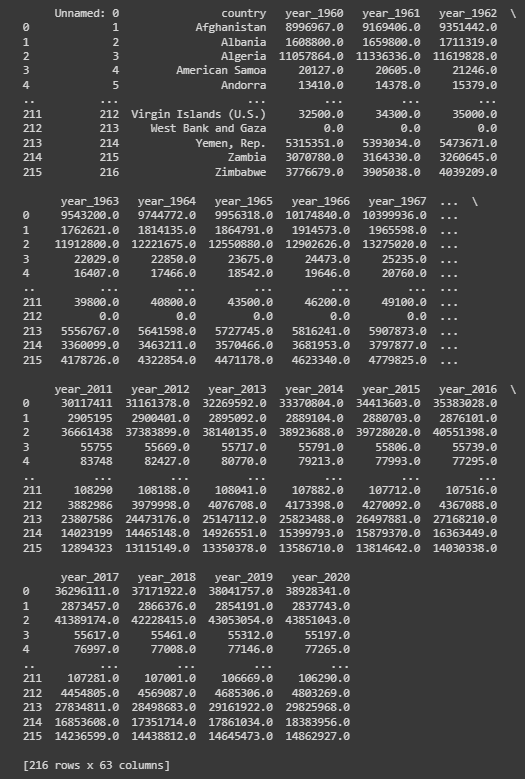 Unnamed: 0               country   year_1960   year_1961   year_1962  \
0             1           Afghanistan   8996967.0   9169406.0   9351442.0
1             2               Albania   1608800.0   1659800.0   1711319.0
2             3               Algeria  11057864.0  11336336.0  11619828.0
3             4        American Samoa     20127.0     20605.0     21246.0
4             5               Andorra     13410.0     14378.0     15379.0
..          ...                   ...         ...         ...         ...
211         212  Virgin Islands (U.S.)     32500.0     34300.0     35000.0
212         213    West Bank and Gaza         0.0         0.0         0.0
213         214           Yemen, Rep.   5315351.0   5393034.0   5473671.0
214         215                Zambia   3070780.0   3164330.0   3260645.0
215         216              Zimbabwe   3776679.0   3905038.0   4039209.0

      year_1963   year_1964   year_1965   year_1966   year_1967  ...  \
0     9543200.0   9744772.0   9956318.0  10174840.0  10399936.0  ...
1     1762621.0   1814135.0   1864791.0   1914573.0   1965598.0  ...
2    11912800.0  12221675.0  12550880.0  12902626.0  13275020.0  ...
3       22029.0     22850.0     23675.0     24473.0     25235.0  ...
4       16407.0     17466.0     18542.0     19646.0     20760.0  ...
..          ...         ...         ...         ...         ...  ...
211     39800.0     40800.0     43500.0     46200.0     49100.0  ...
212         0.0         0.0         0.0         0.0         0.0  ...
213   5556767.0   5641598.0   5727745.0   5816241.0   5907873.0  ...
214   3360099.0   3463211.0   3570466.0   3681953.0   3797877.0  ...
215   4178726.0   4322854.0   4471178.0   4623340.0   4779825.0  ...

     year_2011   year_2012   year_2013   year_2014   year_2015   year_2016  \
0     30117411  31161378.0  32269592.0  33370804.0  34413603.0  35383028.0
1      2905195   2900401.0   2895092.0   2889104.0   2880703.0   2876101.0
2     36661438  37383899.0  38140135.0  38923688.0  39728020.0  40551398.0
3        55755     55669.0     55717.0     55791.0     55806.0     55739.0
4        83748     82427.0     80770.0     79213.0     77993.0     77295.0
..         ...         ...         ...         ...         ...         ...
211     108290    108188.0    108041.0    107882.0    107712.0    107516.0
212    3882986   3979998.0   4076708.0   4173398.0   4270092.0   4367088.0
213   23807586  24473176.0  25147112.0  25823488.0  26497881.0  27168210.0
214   14023199  14465148.0  14926551.0  15399793.0  15879370.0  16363449.0
215   12894323  13115149.0  13350378.0  13586710.0  13814642.0  14030338.0

      year_2017   year_2018   year_2019   year_2020
0    36296111.0  37171922.0  38041757.0  38928341.0
1     2873457.0   2866376.0   2854191.0   2837743.0
2    41389174.0  42228415.0  43053054.0  43851043.0
3       55617.0     55461.0     55312.0     55197.0
4       76997.0     77008.0     77146.0     77265.0
..          ...         ...         ...         ...
211    107281.0    107001.0    106669.0    106290.0
212   4454805.0   4569087.0   4685306.0   4803269.0
213  27834811.0  28498683.0  29161922.0  29825968.0
214  16853608.0  17351714.0  17861034.0  18383956.0
215  14236599.0  14438812.0  14645473.0  14862927.0

[216 rows x 63 columns]